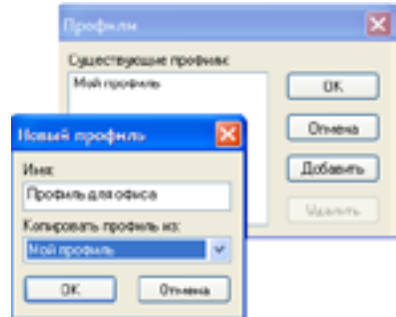 Профили
Существующие профили:
Мой профиль
OK
Отмена
Добавить
Удалить
Новый профиль
Имя:
Профиль для офиса
Копировать профиль из:
Мой профиль
OK
Отмена